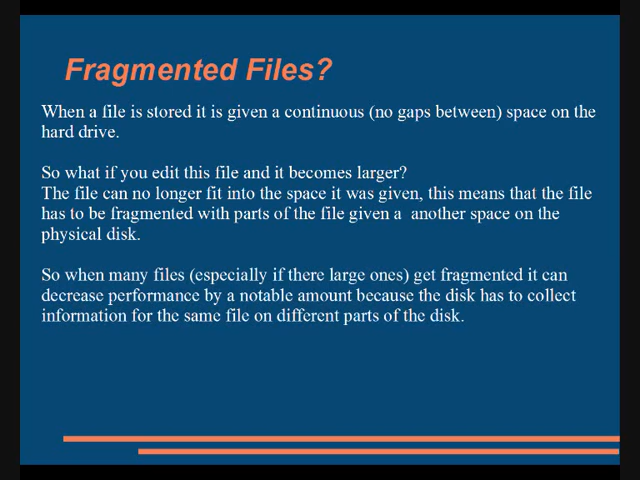 Fragmented Files?
When a file is stored it is given a continuous (no gaps between) space on the
hard drive.
So what if you edit this file and it becomes larger?
The file can no longer fit into the space it was given, this means that the file
has to be fragmented with parts of the file given a  another space on the
physical disk.
So when many files (especially if there large ones) get fragmented it can
decrease performance by a notable amount because the disk has to collect
information for the same file on different parts of the disk.